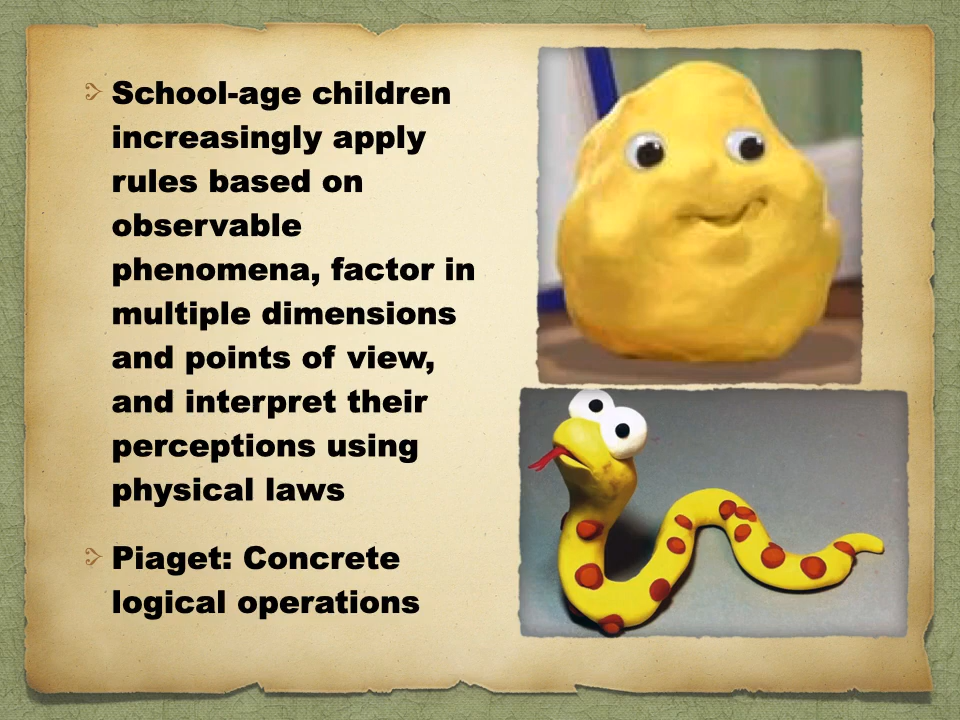 School-age children
increasingly apply
rules based on
observable
phenomena, factor in
multiple dimensions
and points of view,
and interpret their
perceptions using
physical laws
Piaget: Concrete
logical operations